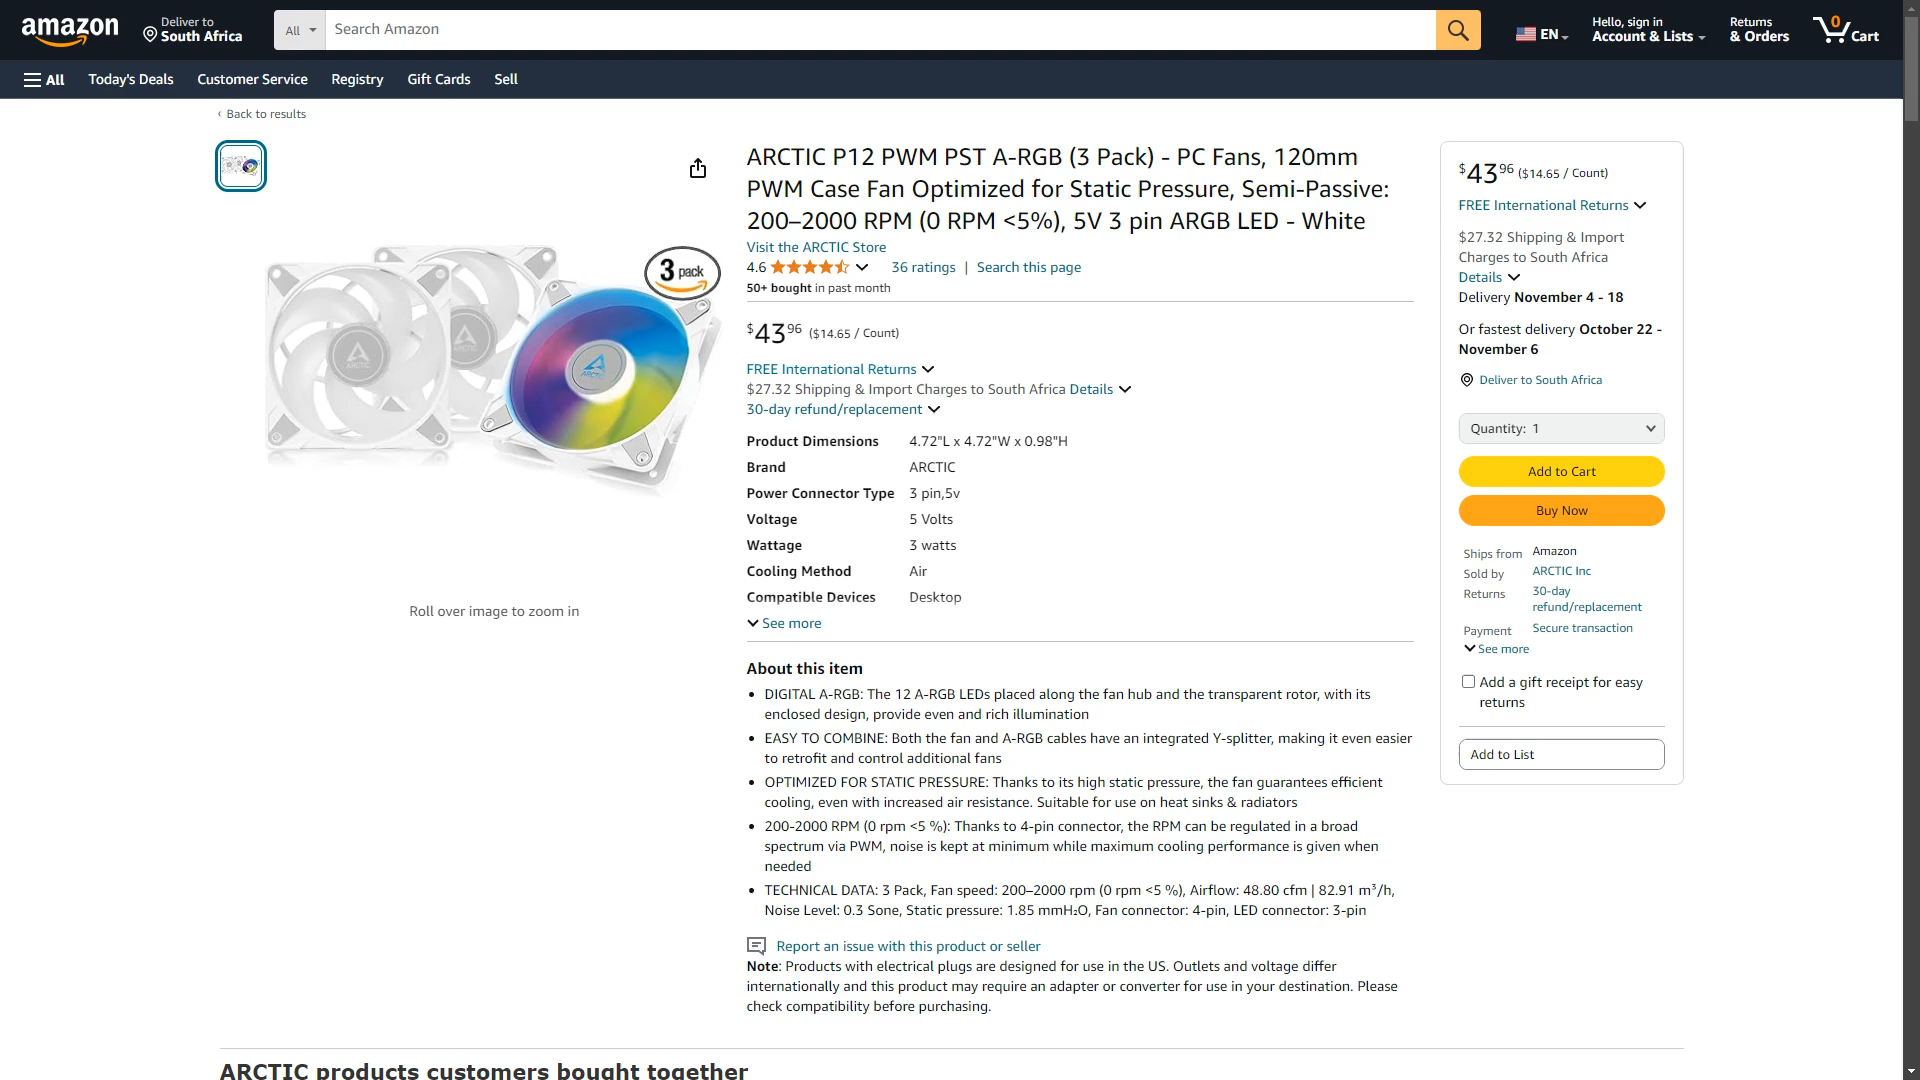 amazon
Deliver to
South Africa
All
Search Amazon
EN
Hello, sign in
Account & Lists
Returns
& Orders
0
Cart
All
Today's Deals
Customer Service
Registry
Gift Cards
Sell
‹ Back to results
3 pack
ARCTIC
ARCTIC
ARCTIC
Roll over image to zoom in
ARCTIC P12 PWM PST A-RGB (3 Pack) - PC Fans, 120mm
PWM Case Fan Optimized for Static Pressure, Semi-Passive:
200–2000 RPM (0 RPM <5%), 5V 3 pin ARGB LED - White
Visit the ARCTIC Store
4.6
36 ratings | Search this page
50+ bought in past month
$43 96 ($14.65 / Count)
FREE International Returns
$27.32 Shipping & Import Charges to South Africa Details
30-day refund/replacement
Product Dimensions 4.72"L x 4.72"W x 0.98"H
Brand ARCTIC
Power Connector Type 3 pin,5v
Voltage 5 Volts
Wattage 3 watts
Cooling Method Air
Compatible Devices Desktop
See more
About this item
• DIGITAL A-RGB: The 12 A-RGB LEDs placed along the fan hub and the transparent rotor, with its
enclosed design, provide even and rich illumination
• EASY TO COMBINE: Both the fan and A-RGB cables have an integrated Y-splitter, making it even easier
to retrofit and control additional fans
• OPTIMIZED FOR STATIC PRESSURE: Thanks to its high static pressure, the fan guarantees efficient
cooling, even with increased air resistance. Suitable for use on heat sinks & radiators
• 200-2000 RPM (0 rpm <5 %): Thanks to 4-pin connector, the RPM can be regulated in a broad
spectrum via PWM, noise is kept at minimum while maximum cooling performance is given when
needed
• TECHNICAL DATA: 3 Pack, Fan speed: 200–2000 rpm (0 rpm <5 %), Airflow: 48.80 cfm | 82.91 m³/h,
Noise Level: 0.3 Sone, Static pressure: 1.85 mmH₂O, Fan connector: 4-pin, LED connector: 3-pin
Report an issue with this product or seller
Note: Products with electrical plugs are designed for use in the US. Outlets and voltage differ
internationally and this product may require an adapter or converter for use in your destination. Please
check compatibility before purchasing.
$43 96 ($14.65 / Count)
FREE International Returns
$27.32 Shipping & Import
Charges to South Africa
Details
Delivery November 4 - 18
Or fastest delivery October 22 -
November 6
Deliver to South Africa
Quantity: 1
Add to Cart
Buy Now
Ships from Amazon
Sold by ARCTIC Inc
Returns 30-day
refund/replacement
Payment Secure transaction
See more
Add a gift receipt for easy
returns
Add to List
ARCTIC products customers bought together